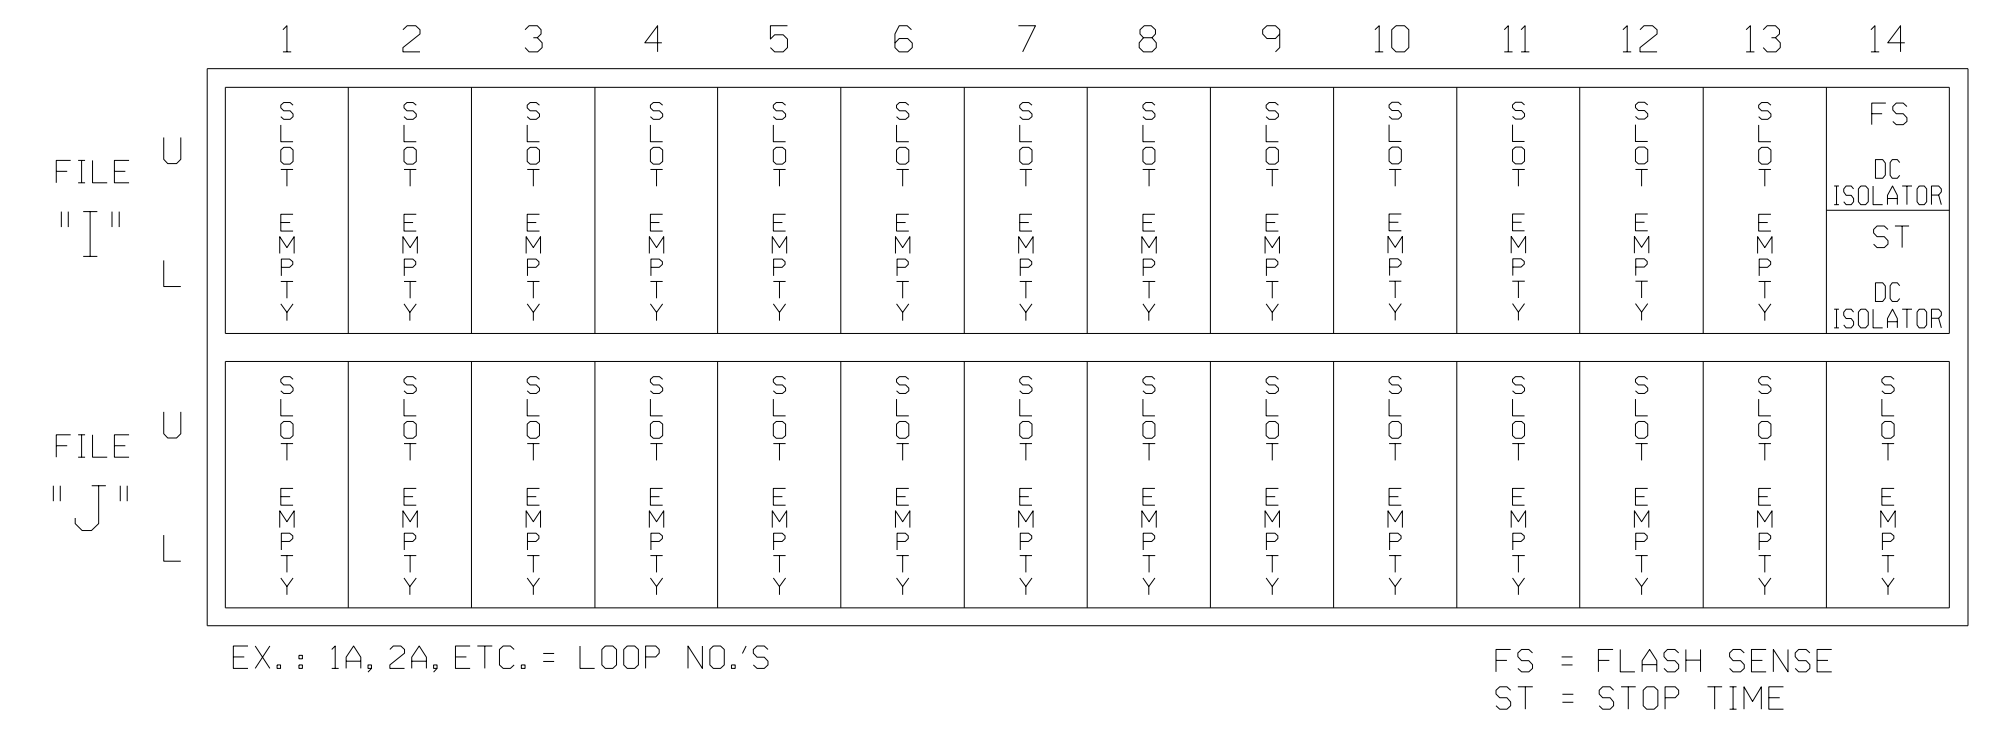 1 2 3 4 5 6 7 8 9 10 11 12 13 14
FILE "I"
U
L
SLOT EMPTY
SLOT EMPTY
SLOT EMPTY
SLOT EMPTY
SLOT EMPTY
SLOT EMPTY
SLOT EMPTY
SLOT EMPTY
SLOT EMPTY
SLOT EMPTY
SLOT EMPTY
SLOT EMPTY
SLOT EMPTY
FS
DC
ISOLATOR
ST
DC
ISOLATOR
FILE "J"
U
L
SLOT EMPTY
SLOT EMPTY
SLOT EMPTY
SLOT EMPTY
SLOT EMPTY
SLOT EMPTY
SLOT EMPTY
SLOT EMPTY
SLOT EMPTY
SLOT EMPTY
SLOT EMPTY
SLOT EMPTY
SLOT EMPTY
SLOT EMPTY
EX.: 1A, 2A, ETC. = LOOP NO.'S
FS = FLASH SENSE
ST = STOP TIME